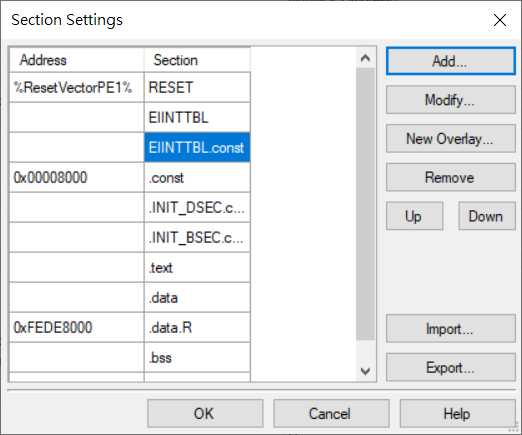 Section Settings
Address Section
%ResetVectorPE1% RESET
EIINTTBL
EIINTTBL.const
0x00008000 .const
.INIT_DSEC.c...
.INIT_BSEC.c...
.text
.data
0xFEDE8000 .data.R
.bss
Add...
Modify...
New Overlay...
Remove
Up Down
Import...
Export...
OK Cancel Help